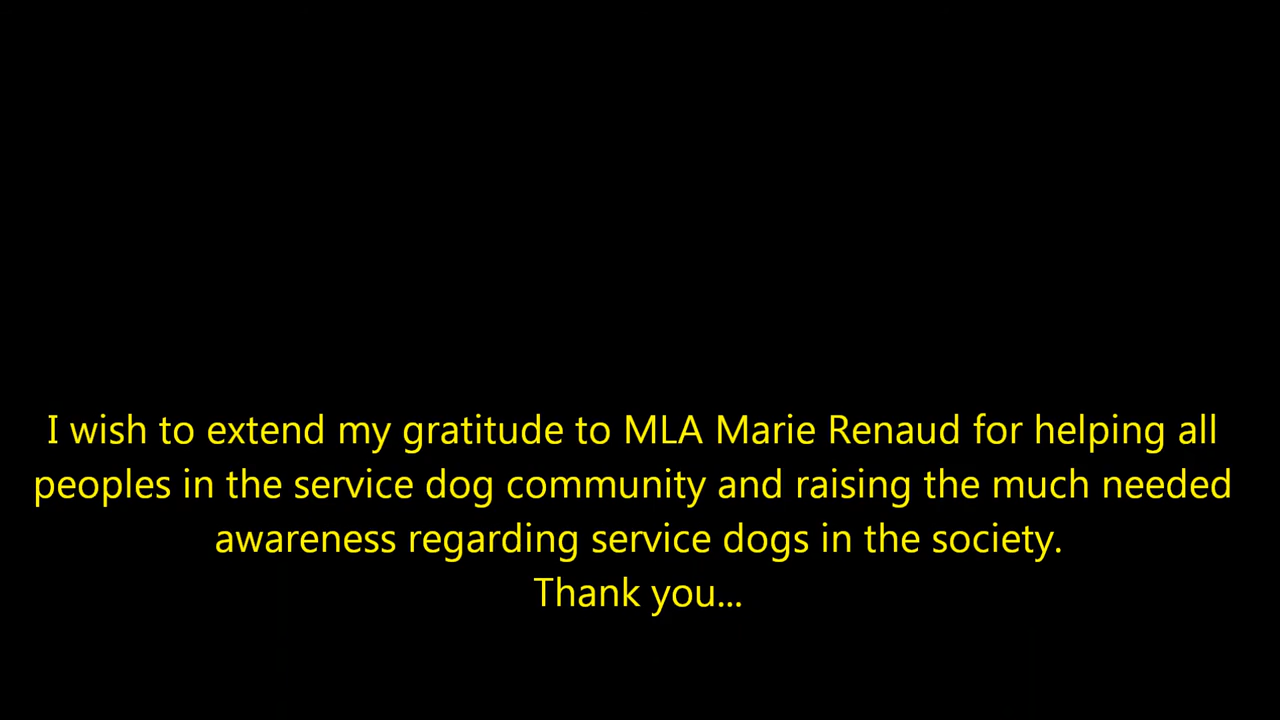 I wish to extend my gratitude to MLA Marie Renaud for helping all
peoples in the service dog community and raising the much needed
awareness regarding service dogs in the society.
Thank you...